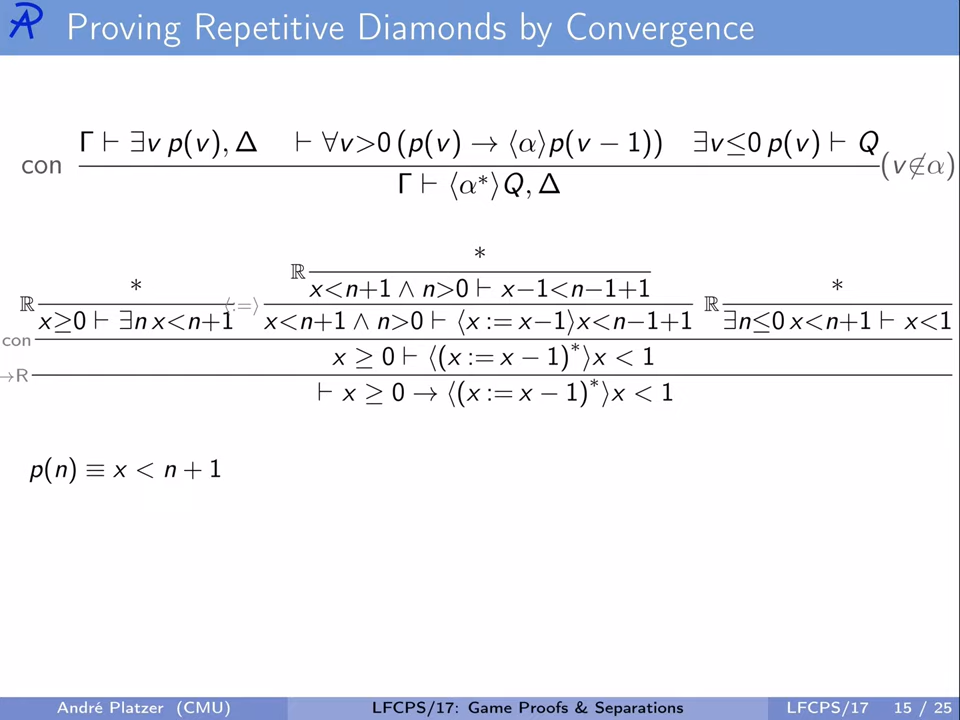 Proving Repetitive Diamonds by Convergence
Γ ⊢ ∃v p(v), Δ ⊢ ∀v>0 (p(v) → ⟨α⟩p(v − 1)) ∃v≤0 p(v) ⊢ Q
con (v∉α)
Γ ⊢ ⟨α*⟩Q, Δ
*
ℝ
* x<n+1 ∧ n>0 ⊢ x−1<n−1+1 *
ℝ ⟨:=⟩ ℝ
x≥0 ⊢ ∃n x<n+1 x<n+1 ∧ n>0 ⊢ ⟨x := x−1⟩x<n−1+1 ∃n≤0 x<n+1 ⊢ x<1
con
x ≥ 0 ⊢ ⟨(x := x − 1)*⟩x < 1
→R
⊢ x ≥ 0 → ⟨(x := x − 1)*⟩x < 1
p(n) ≡ x < n + 1
André Platzer (CMU) LFCPS/17: Game Proofs & Separations LFCPS/17 15 / 25